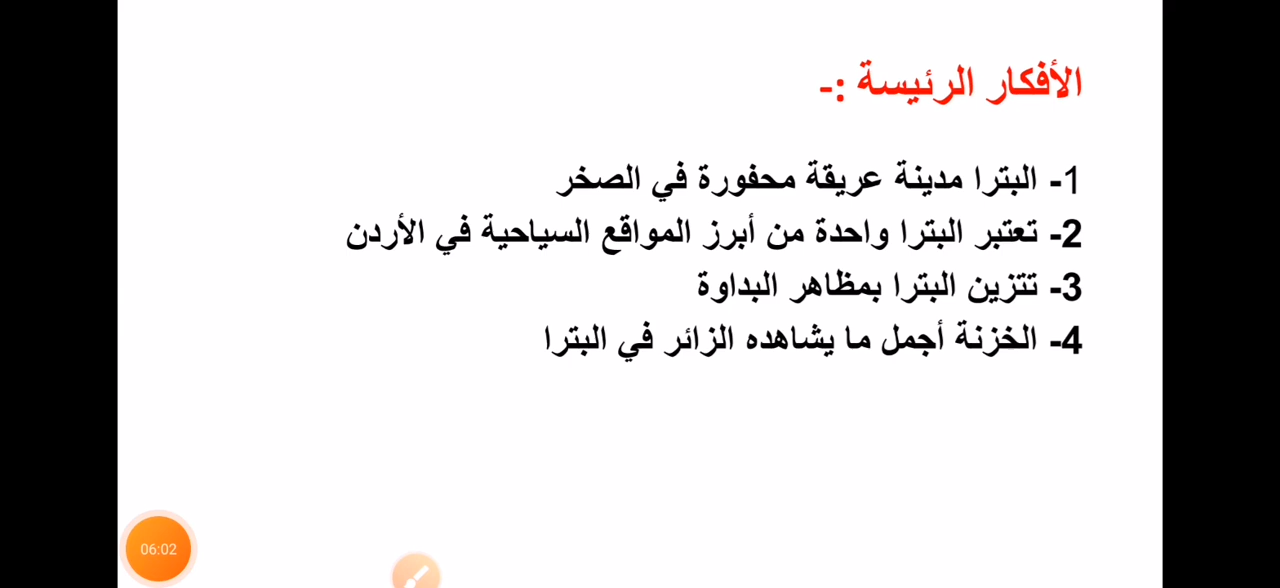 الأفكار الرئيسة :-
1- البترا مدينة عريقة محفورة في الصخر
2- تعتبر البترا واحدة من أبرز المواقع السياحية في الأردن
3- تتزين البترا بمظاهر البداوة
4- الخزنة أجمل ما يشاهده الزائر في البترا
06:02